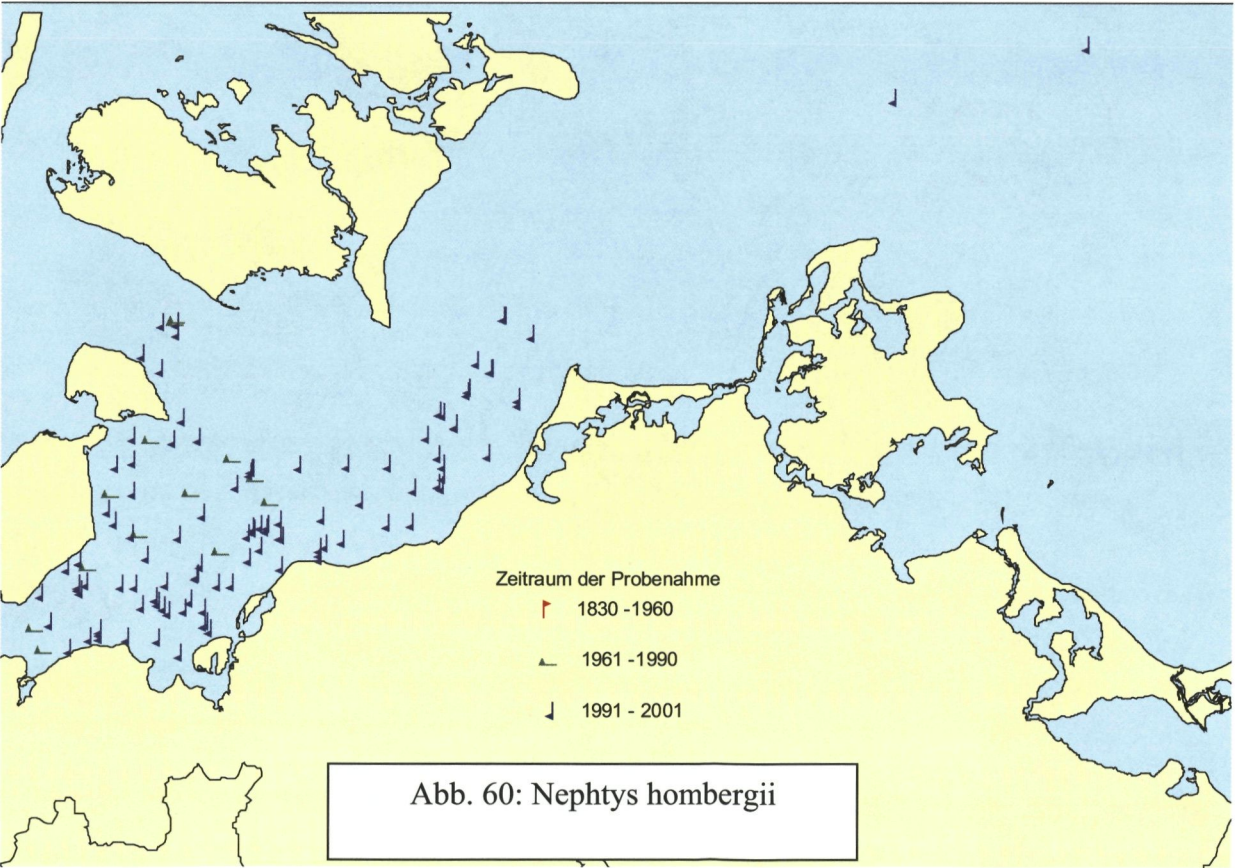 Zeitraum der Probenahme
1830 -1960
1961 -1990
1991 - 2001
Abb. 60: Nephtys hombergii